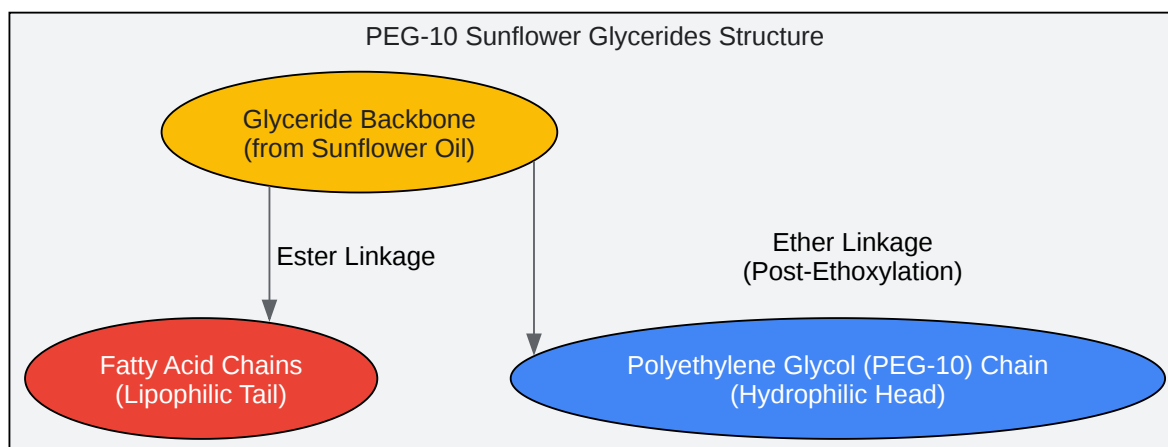 PEG-10 Sunflower Glycerides Structure
Glyceride Backbone
(from Sunflower Oil)
Ester Linkage
Ether Linkage
(Post-Ethoxylation)
Fatty Acid Chains
(Lipophilic Tail)
Polyethylene Glycol (PEG-10) Chain
(Hydrophilic Head)